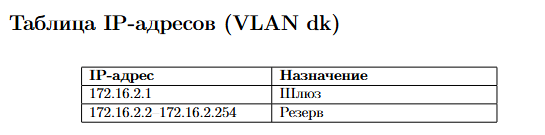 Таблица IP-адресов (VLAN dk)
IP-адрес Назначение
172.16.2.1 Шлюз
172.16.2.2–172.16.2.254 Резерв